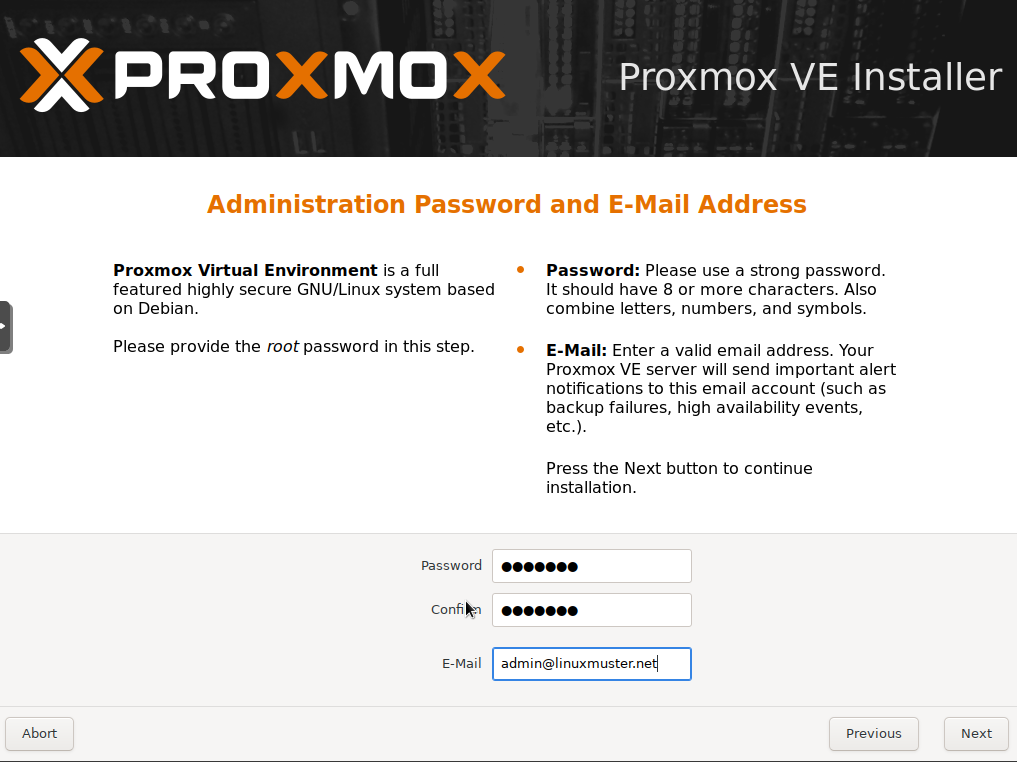 PROXMOX
Proxmox VE Installer
Administration Password and E-Mail Address
Proxmox Virtual Environment is a full
featured highly secure GNU/Linux system based
on Debian.
Please provide the root password in this step.
Password: Please use a strong password.
It should have 8 or more characters. Also
combine letters, numbers, and symbols.
E-Mail: Enter a valid email address. Your
Proxmox VE server will send important alert
notifications to this email account (such as
backup failures, high availability events,
etc.).
Press the Next button to continue
installation.
Password ●●●●●●●
Confirm ●●●●●●●
E-Mail admin@linuxmuster.net
Abort Previous Next